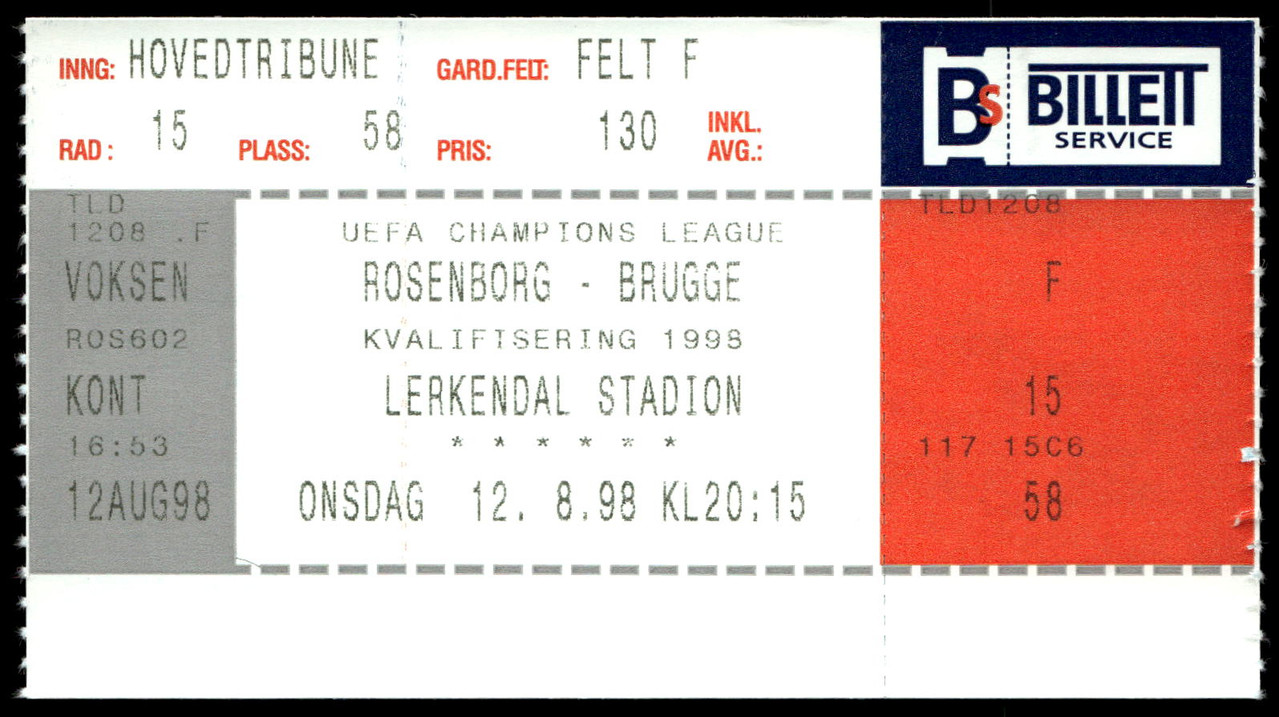 INNG: HOVEDTRIBUNE GARD.FELT: FELT F
RAD: 15 PLASS: 58 PRIS: 130 INKL. AVG.:
BS BILLETT
SERVICE
TLD
1208 .F
VOKSEN
ROS602
KONT
16:53
12AUG98
UEFA CHAMPIONS LEAGUE
ROSENBORG - BRUGGE
KVALIFTSERING 1998
LERKENDAL STADION
* * * * * *
ONSDAG 12. 8.98 KL20:15
TLD1208
F
15
117 15C6
58